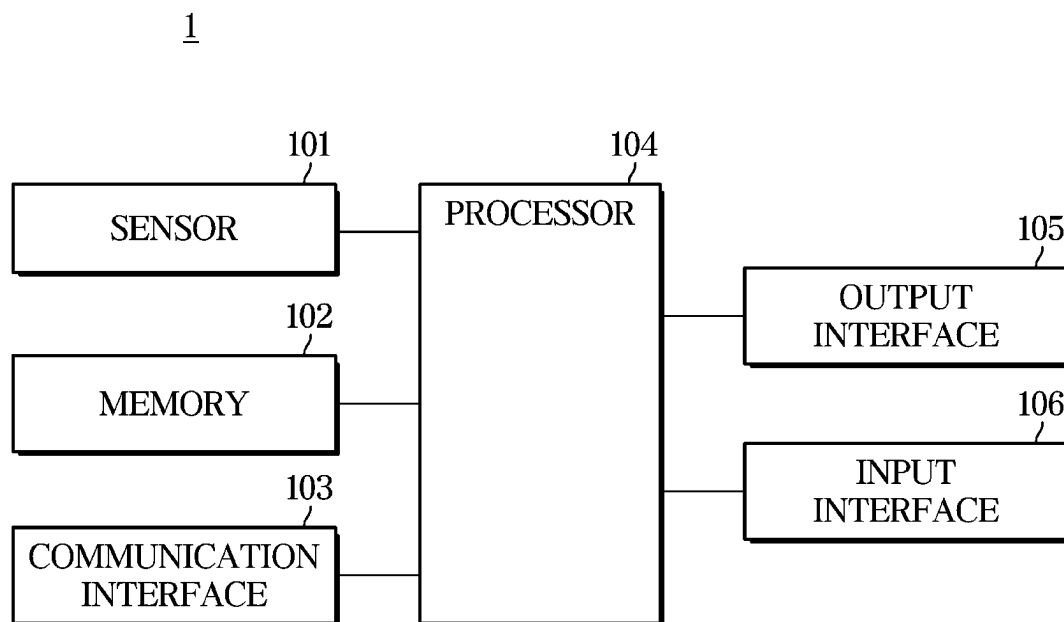 1
101
SENSOR
102
MEMORY
103
COMMUNICATION
INTERFACE
104
PROCESSOR
105
OUTPUT
INTERFACE
106
INPUT
INTERFACE